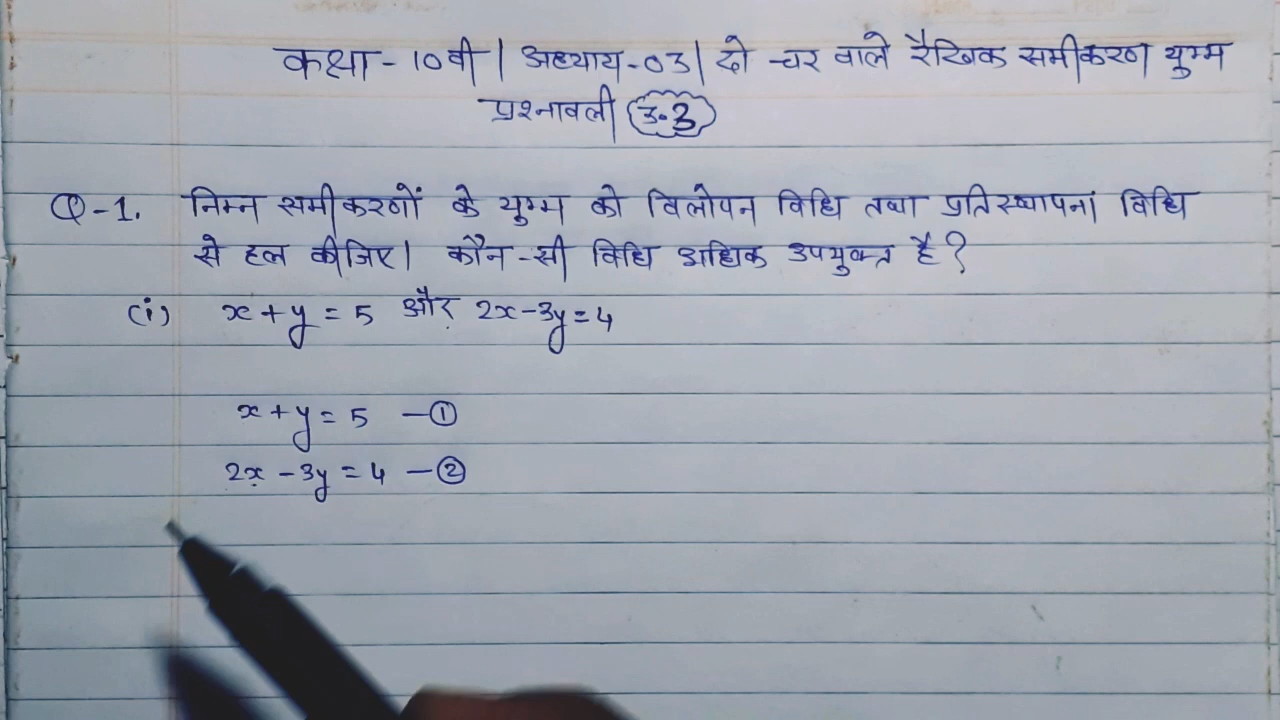 कक्षा - 10वी | अध्याय-03 | दो चर वाले रैखिक समीकरण युग्म
प्रश्नावली 3.3
Q-1. निम्न समीकरणों के युग्म को विलोपन विधि तथा प्रतिस्थापना विधि
से हल कीजिए। कौन-सी विधि अधिक उपयुक्त है?
(i) x+y=5 और 2x-3y=4
x+y=5 —①
2x-3y=4 —②